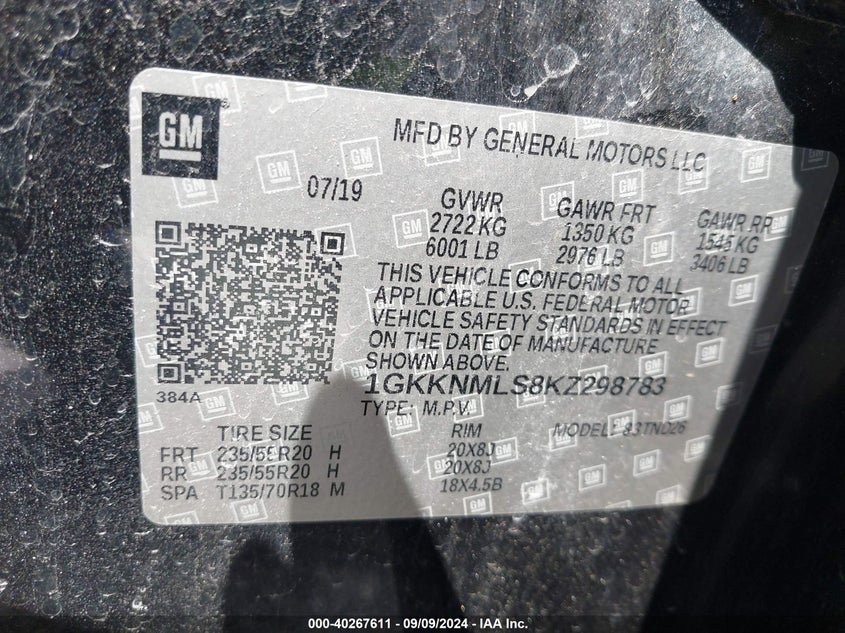 GM
MFD BY GENERAL MOTORS LLC
07/19
GVWR GAWR FRT GAWR RR
2722 KG 1350 KG 1545 KG
6001 LB 2976 LB 3406 LB
THIS VEHICLE CONFORMS TO ALL
APPLICABLE U.S. FEDERAL MOTOR
VEHICLE SAFETY STANDARDS IN EFFECT
ON THE DATE OF MANUFACTURE
SHOWN ABOVE.
384A
1GKKNMLS8KZ298783
TYPE: M.P.V.
TIRE SIZE RIM MODEL:
FRT 235/55R20 H 20X8J
RR 235/55R20 H 20X8J
SPA T135/70R18 M 18X4.5B
000-40267611 - 09/09/2024 - IAA, Inc.